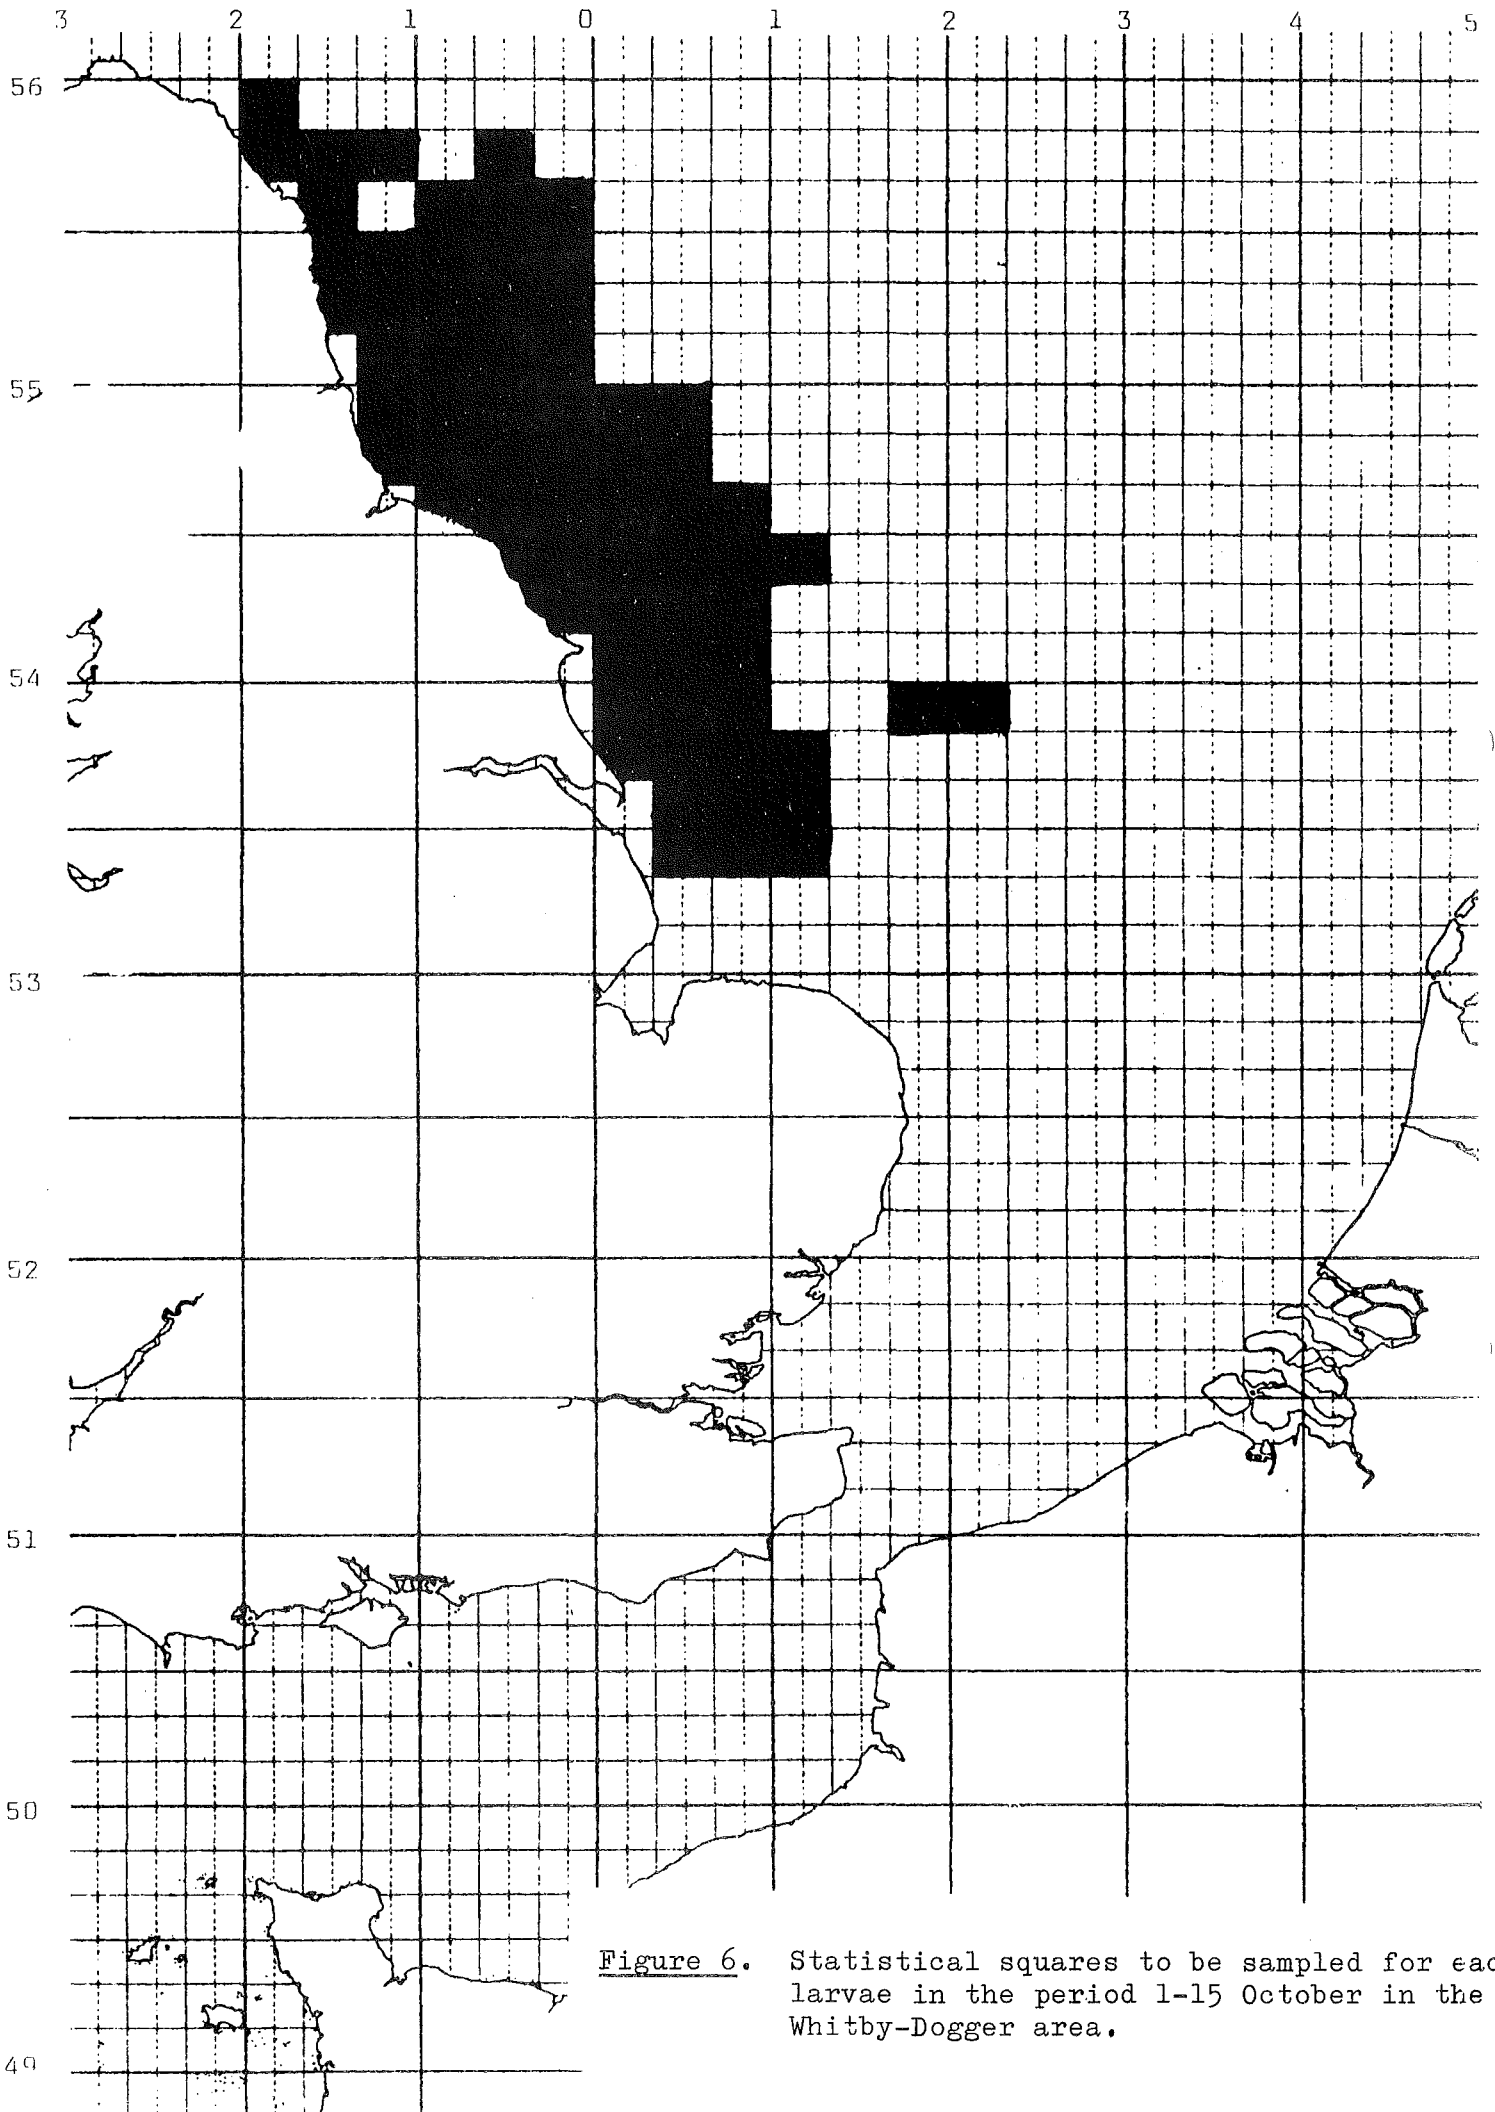 3 2 1 0 1 2 3 4 5
56
55
54
53
52
51
50
49
Figure 6. Statistical squares to be sampled for
larvae in the period 1-15 October in the
Whitby-Dogger area.